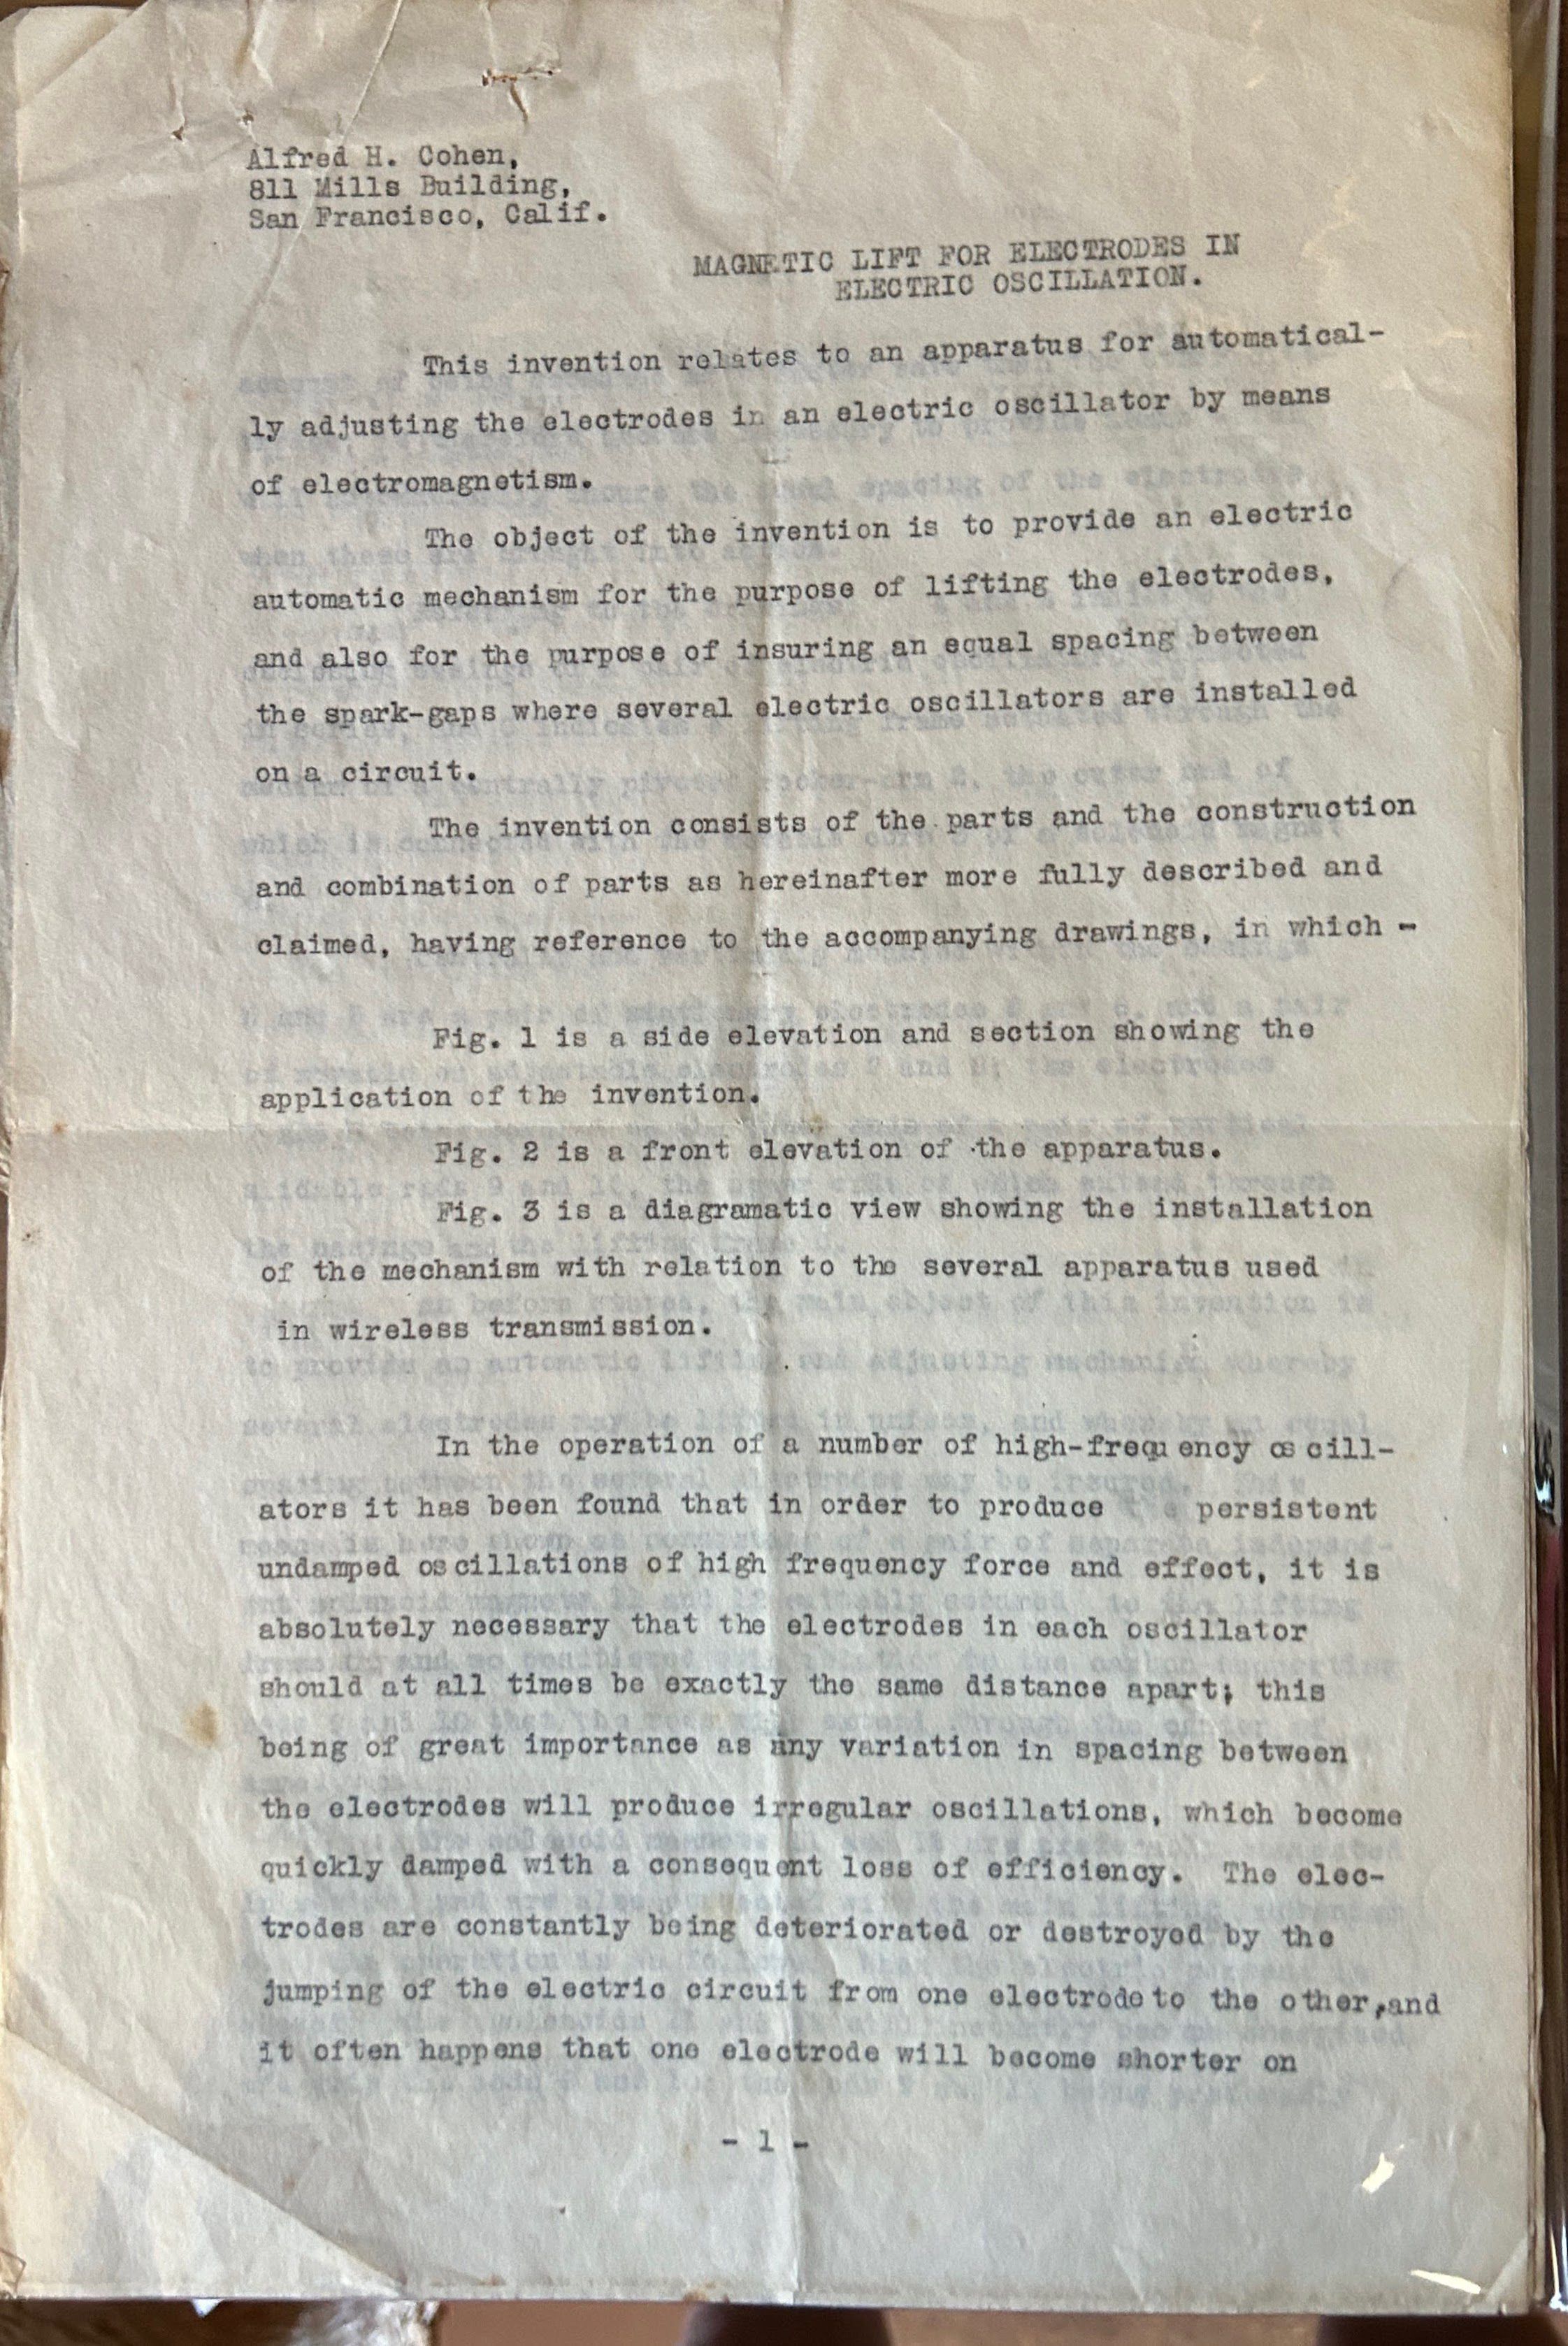 Alfred H. Cohen,
811 Mills Building,
San Francisco, Calif.
MAGNETIC LIFT FOR ELECTRODES IN
ELECTRIC OSCILLATION.
This invention relates to an apparatus for automatical-
ly adjusting the electrodes in an electric oscillator by means
of electromagnetism.
The object of the invention is to provide an electric
automatic mechanism for the purpose of lifting the electrodes,
and also for the purpose of insuring an equal spacing between
the spark-gaps where several electric oscillators are installed
on a circuit.
The invention consists of the parts and the construction
and combination of parts as hereinafter more fully described and
claimed, having reference to the accompanying drawings, in which -
Fig. 1 is a side elevation and section showing the
application of the invention.
Fig. 2 is a front elevation of the apparatus.
Fig. 3 is a diagramatic view showing the installation
of the mechanism with relation to the several apparatus used
in wireless transmission.
In the operation of a number of high-frequency oscill-
ators it has been found that in order to produce persistent
undamped oscillations of high frequency force and effect, it is
absolutely necessary that the electrodes in each oscillator
should at all times be exactly the same distance apart; this
being of great importance as any variation in spacing between
the electrodes will produce irregular oscillations, which become
quickly damped with a consequent loss of efficiency. The elec-
trodes are constantly being deteriorated or destroyed by the
jumping of the electric circuit from one electrode to the other, and
it often happens that one electrode will become shorter on
- 1 -